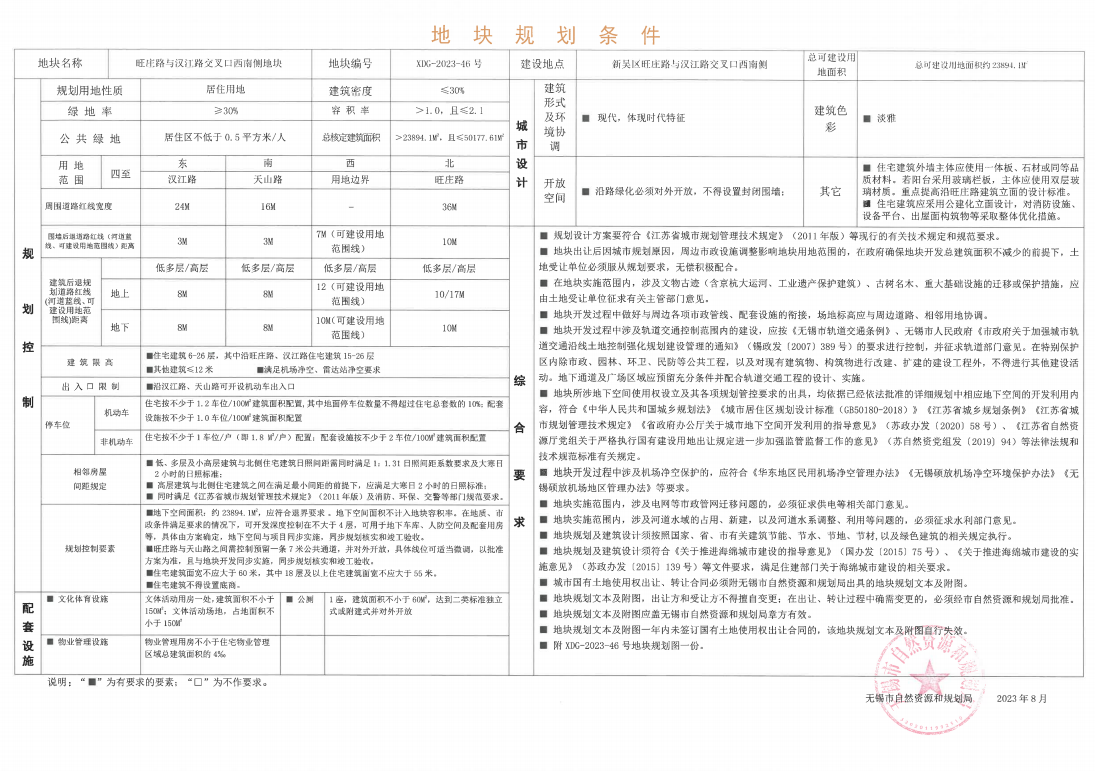 地块规划条件
地块名称
旺庄路与汉江路交叉口西南侧地块
地块编号
XDG-2023-46号
建设地点
新吴区旺庄路与汉江路交叉口西南侧
总可建设用
地面积
总可建设用地面积约23894.1㎡
规划控制
规划用地性质
居住用地
建筑密度
≤30%
绿地率
≥30%
容积率
>1.0，且≤2.1
公共绿地
居住区不低于0.5平方米/人
总核定建筑面积
>23894.1㎡，且≤50177.61㎡
用地
范围
四至
东
南
西
北
汉江路
天山路
用地边界
旺庄路
周围道路红线宽度
24M
16M
－
36M
围墙后退道路红线（河道蓝
线、可建设用地范围线）距离
3M
3M
7M（可建设用地
范围线）
10M
建筑后退规
划道路红线
(河道蓝线、可
建设用地范
围线)距离
低多层/高层
低多层/高层
低多层/高层
低多层/高层
地上
8M
8M
12（可建设用地
范围线）
10/17M
地下
8M
8M
10M（可建设用地
范围线）
10M
建筑限高
■住宅建筑6-26层，其中沿旺庄路、汉江路住宅建筑15-26层
■其他建筑≤12米 ■满足机场净空、雷达站净空要求
出入口限制
■沿汉江路、天山路可开设机动车出入口
停车位
机动车
住宅按不少于1.2车位/100㎡建筑面积配置,其中地面停车位数量不得超过住宅总套数的10%；配套
设施按不少于1.0车位/100㎡建筑面积配置
非机动车
住宅按不少于1车位/户（即1.8㎡/户）配置；配套设施按不少于2车位/100㎡建筑面积配置
相邻房屋
间距规定
■ 低、多层及小高层建筑与北侧住宅建筑日照间距需同时满足1：1.31日照间距系数要求及大寒日
2小时的日照标准；
■ 高层建筑与北侧住宅建筑之间在满足最小间距的前提下，应满足大寒日2小时的日照标准；
■ 同时满足《江苏省城市规划管理技术规定》（2011年版）及消防、环保、交警等部门规范要求。
规划控制要素
■地下空间面积：约23894.1㎡，应符合退界要求。地下空间面积不计入地块容积率。在地质、市
政条件满足要求的情况下，可开发深度控制在不大于4层，可用于地下车库、人防空间及配套用房
等，具体由方案确定，地下空间与项目同步实施，同步规划核实和竣工验收。
■旺庄路与天山路之间需控制预留一条7米公共通道，并对外开放，具体线位可适当微调，以批准
方案为准，且与地块开发同步实施，同步规划核实和竣工验收。
■住宅建筑面宽不应大于60米，其中18层及以上住宅建筑面宽不应大于55米。
■住宅建筑不得设置底商。
配套设施
■ 文化体育设施
文体活动用房一处,建筑面积不小于
150㎡；文体活动场地，占地面积不
小于150㎡
■ 公厕
1座，建筑面积不小于60㎡，达到二类标准独立
式或附建式并对外开放
■ 物业管理设施
物业管理用房不小于住宅物业管理
区域总建筑面积的4‰
城市设计
建筑
形式
及环
境协
调
■ 现代，体现时代特征
建筑色
彩
■ 淡雅
开放
空间
■ 沿路绿化必须对外开放，不得设置封闭围墙；
其它
■ 住宅建筑外墙主体应使用一体板、石材或同等品
质材料。若阳台采用玻璃栏板，主体应使用双层玻
璃材质。重点提高沿旺庄路建筑立面的设计标准。
■ 住宅建筑应采用公建化立面设计，对消防设施、
设备平台、出屋面构筑物等采取整体优化措施。
综合要求
■ 规划设计方案要符合《江苏省城市规划管理技术规定》（2011年版）等现行的有关技术规定和规范要求。
■ 地块出让后因城市规划原因，周边市政设施调整影响地块用地范围的，在政府确保地块开发总建筑面积不减少的前提下，土
地受让单位必须服从规划要求，无偿积极配合。
■ 在地块实施范围内，涉及文物古迹（含京杭大运河、工业遗产保护建筑）、古树名木、重大基础设施的迁移或保护措施，应
由土地受让单位征求有关主管部门意见。
■ 地块开发过程中做好与周边各项市政管线、配套设施的衔接，场地标高应与周边道路、相邻用地协调。
■ 地块开发过程中涉及轨道交通控制范围内的建设，应按《无锡市轨道交通条例》、无锡市人民政府《市政府关于加强城市轨
道交通沿线土地控制强化规划建设管理的通知》（锡政发〔2007〕389号）的要求进行控制，并征求轨道部门意见。在特别保护
区内除市政、园林、环卫、民防等公共工程，以及对现有建筑物、构筑物进行改建、扩建的建设工程外，不得进行其他建设活
动。地下通道及广场区域应预留充分条件并配合轨道交通工程的设计、实施。
■ 地块所涉地下空间使用权设立及其各项规划管控要求的出具，均依据已经依法批准的详细规划中相应地下空间的开发利用内
容，符合《中华人民共和国城乡规划法》《城市居住区规划设计标准（GB50180-2018）》《江苏省城乡规划条例》《江苏省城
市规划管理技术规定》《省政府办公厅关于城市地下空间开发利用的指导意见》（苏政办发〔2020〕58号）、《江苏省自然资
源厅党组关于严格执行国有建设用地出让规定进一步加强监管监督工作的意见》（苏自然资党组发〔2019〕94）等法律法规和
技术规范标准有关规定。
■ 地块开发过程中涉及机场净空保护的，应符合《华东地区民用机场净空管理办法》《无锡硕放机场净空环境保护办法》《无
锡硕放机场地区管理办法》等要求。
■ 地块实施范围内，涉及电网等市政管网迁移问题的，必须征求供电等相关部门意见。
■ 地块实施范围内，涉及河道水域的占用、新建，以及河道水系调整、利用等问题的，必须征求水利部门意见。
■ 地块规划及建筑设计须按照国家、省、市有关建筑节能、节水、节地、节材,以及绿色建筑的相关规定执行。
■ 地块规划及建筑设计须符合《关于推进海绵城市建设的指导意见》（国办发〔2015〕75号）、《关于推进海绵城市建设的实
施意见》（苏政办发〔2015〕139号）等文件要求，满足住建部门关于海绵城市建设的相关要求。
■ 城市国有土地使用权出让、转让合同必须附无锡市自然资源和规划局出具的地块规划文本及附图。
■ 地块规划文本及附图，出让方和受让方不得擅自变更；在出让、转让过程中确需变更的，必须经市自然资源和规划局批准。
■ 地块规划文本及附图应盖无锡市自然资源和规划局章方有效。
■ 地块规划文本及附图一年内未签订国有土地使用权出让合同的，该地块规划文本及附图自行失效。
■ 附XDG-2023-46号地块规划图一份。
说明；“■”为有要求的要素；“□”为不作要求。
无锡市自然资源和规划局
无锡市自然资源和规划局 2023年8月